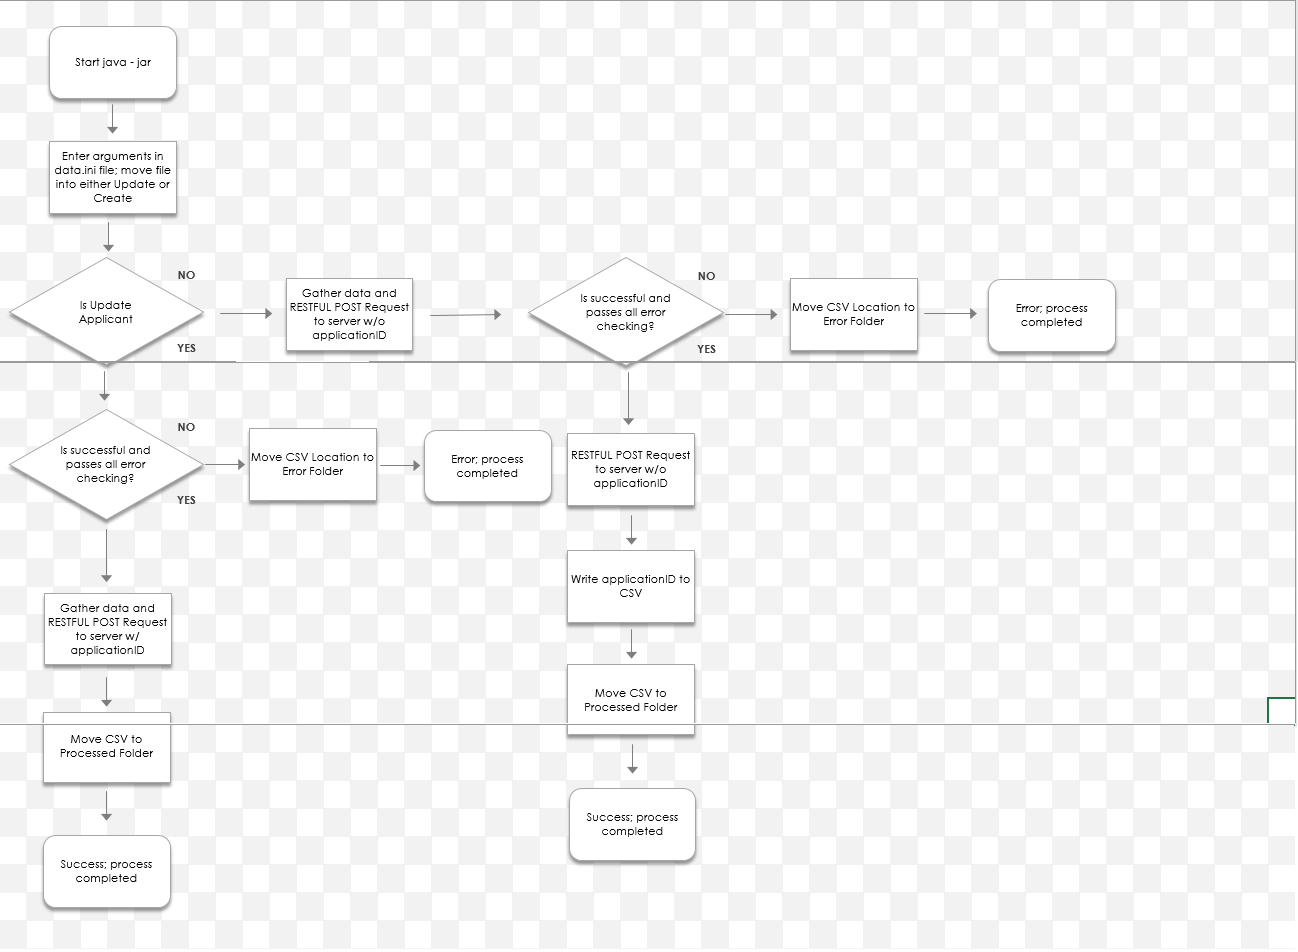 Start java - jar
Enter arguments in
data.ini file; move file
into either Update or
Create
Is Update
Applicant
NO
YES
Gather data and
RESTFUL POST Request
to server w/o
applicationID
Is successful and
passes all error
checking?
NO
YES
Move CSV Location to
Error Folder
Error; process
completed
Is successful and
passes all error
checking?
NO
YES
Move CSV Location to
Error Folder
Error; process
completed
RESTFUL POST Request
to server w/o
applicationID
Write applicationID to
CSV
Gather data and
RESTFUL POST Request
to server w/
applicationID
Move CSV to
Processed Folder
Move CSV to
Processed Folder
Success; process
completed
Success; process
completed